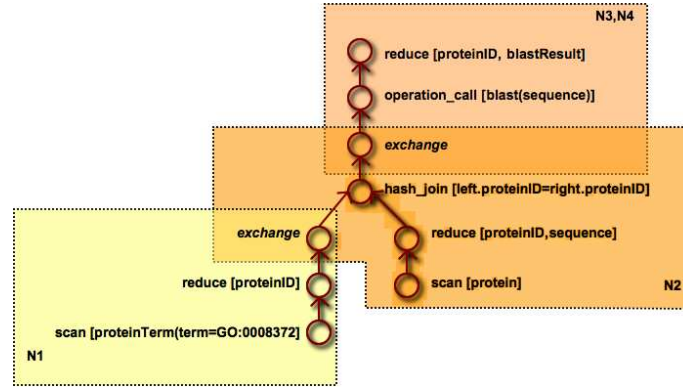 N3,N4
reduce [proteinID, blastResult]
operation_call [blast(sequence)]
exchange
hash_join [left.proteinID=right.proteinID]
exchange
reduce [proteinID,sequence]
reduce [proteinID]
scan [protein]
N2
scan [proteinTerm(term=GO:0008372]
N1